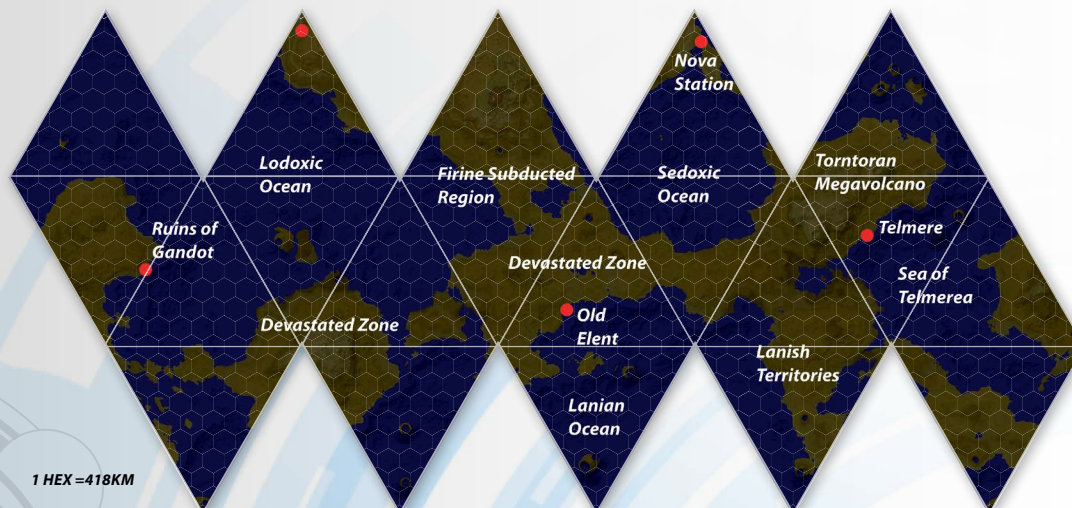 Nova
Station
Lodoxic
Ocean
Firine Subducted
Region
Sedoxic
Ocean
Torntoran
Megavolcano
Ruins of
Gandot
Telmere
Devastated Zone
Sea of
Telmerea
Old
Elent
Devastated Zone
Lanish
Territories
Lanian
Ocean
1 HEX =418KM